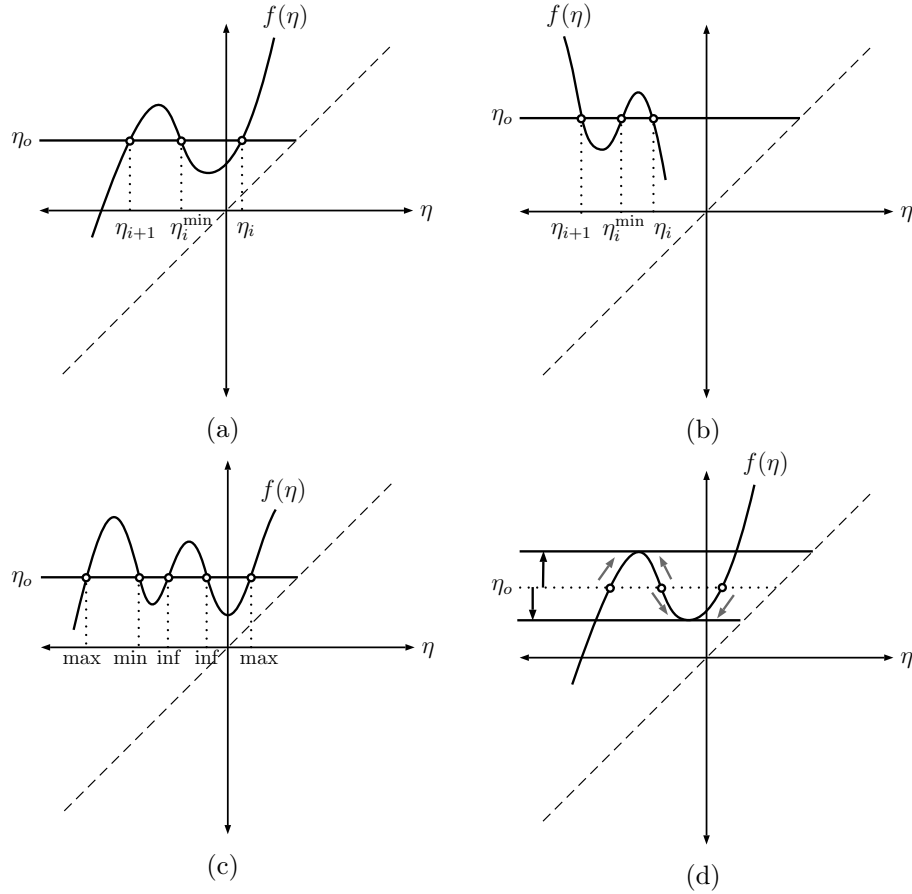 f(η)
η_o
η_{i+1} η_i^{min} η_i η
(a)
f(η)
η_o
η_{i+1} η_i^{min} η_i η
(b)
f(η)
η_o
max min inf inf max η
(c)
f(η)
η_o
η
(d)